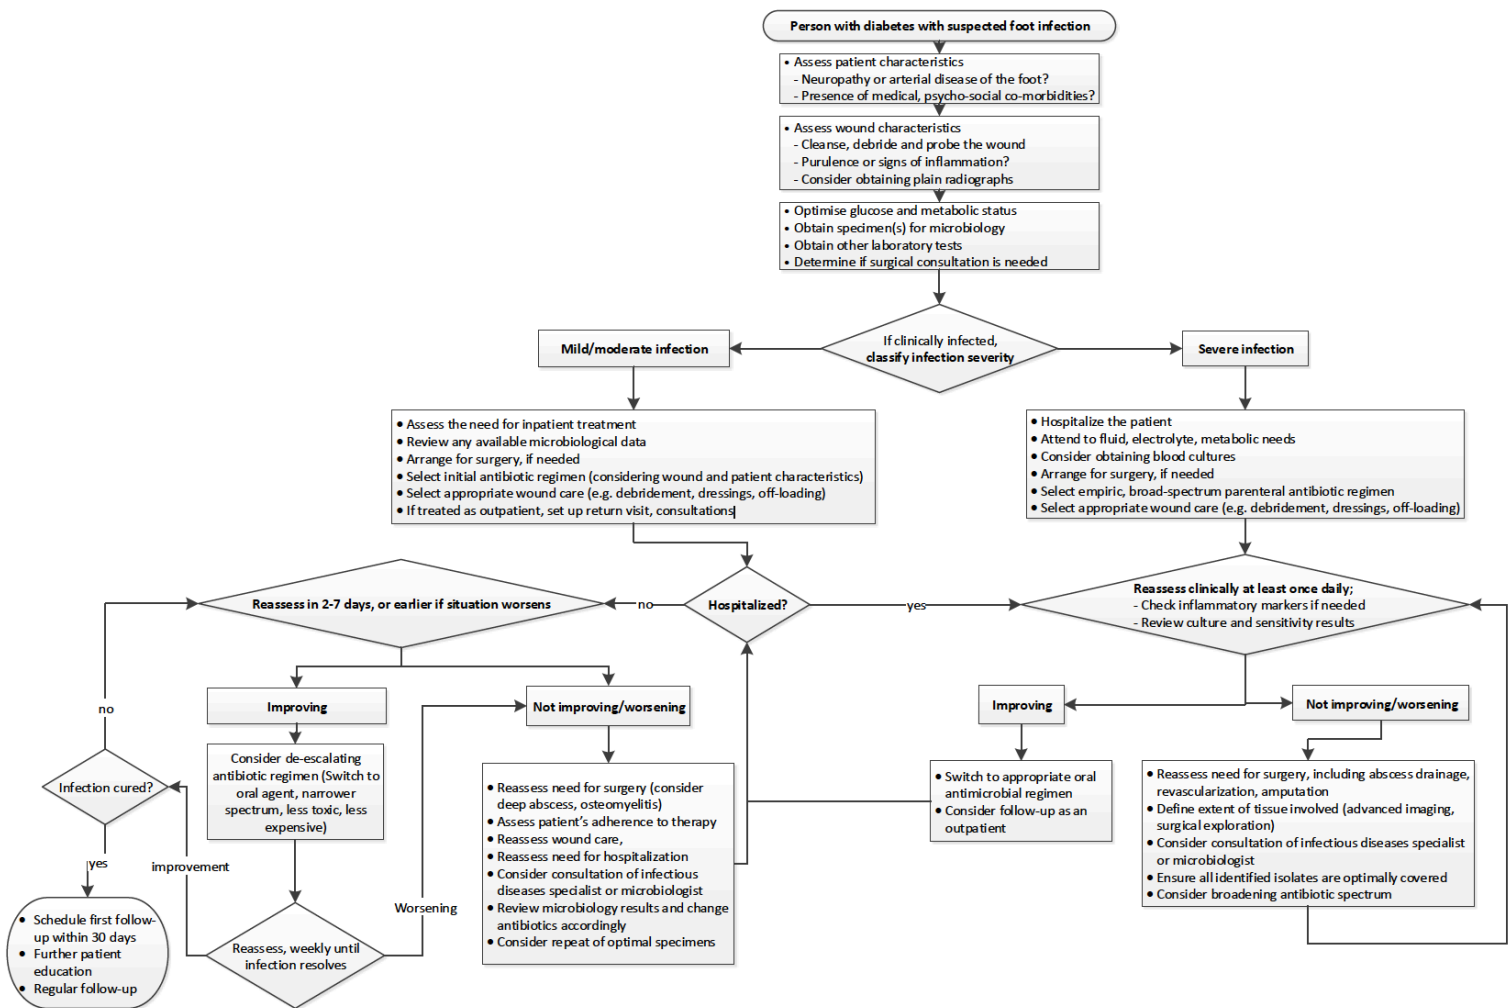 Person with diabetes with suspected foot infection
• Assess patient characteristics
- Neuropathy or arterial disease of the foot?
- Presence of medical, psycho-social co-morbidities?
• Assess wound characteristics
- Cleanse, debride and probe the wound
- Purulence or signs of inflammation?
- Consider obtaining plain radiographs
• Optimise glucose and metabolic status
• Obtain specimen(s) for microbiology
• Obtain other laboratory tests
• Determine if surgical consultation is needed
If clinically infected,
classify infection severity
Mild/moderate infection
Severe infection
• Assess the need for inpatient treatment
• Review any available microbiological data
• Arrange for surgery, if needed
• Select initial antibiotic regimen (considering wound and patient characteristics)
• Select appropriate wound care (e.g. debridement, dressings, off-loading)
• If treated as outpatient, set up return visit, consultations
• Hospitalize the patient
• Attend to fluid, electrolyte, metabolic needs
• Consider obtaining blood cultures
• Arrange for surgery, if needed
• Select empiric, broad-spectrum parenteral antibiotic regimen
• Select appropriate wound care (e.g. debridement, dressings, off-loading)
Reassess in 2-7 days, or earlier if situation worsens
no
Hospitalized?
yes
Reassess clinically at least once daily;
- Check inflammatory markers if needed
- Review culture and sensitivity results
Improving
Not improving/worsening
Improving
Not improving/worsening
no
Consider de-escalating
antibiotic regimen (Switch to
oral agent, narrower
spectrum, less toxic, less
expensive)
Infection cured?
• Reassess need for surgery (consider
deep abscess, osteomyelitis)
• Assess patient's adherence to therapy
• Reassess wound care,
• Reassess need for hospitalization
• Consider consultation of infectious
diseases specialist or microbiologist
• Review microbiology results and change
antibiotics accordingly
• Consider repeat of optimal specimens
• Switch to appropriate oral
antimicrobial regimen
• Consider follow-up as an
outpatient
• Reassess need for surgery, including abscess drainage,
revascularization, amputation
• Define extent of tissue involved (advanced imaging,
surgical exploration)
• Consider consultation of infectious diseases specialist
or microbiologist
• Ensure all identified isolates are optimally covered
• Consider broadening antibiotic spectrum
yes
improvement
Worsening
• Schedule first follow-
up within 30 days
• Further patient
education
• Regular follow-up
Reassess, weekly until
infection resolves